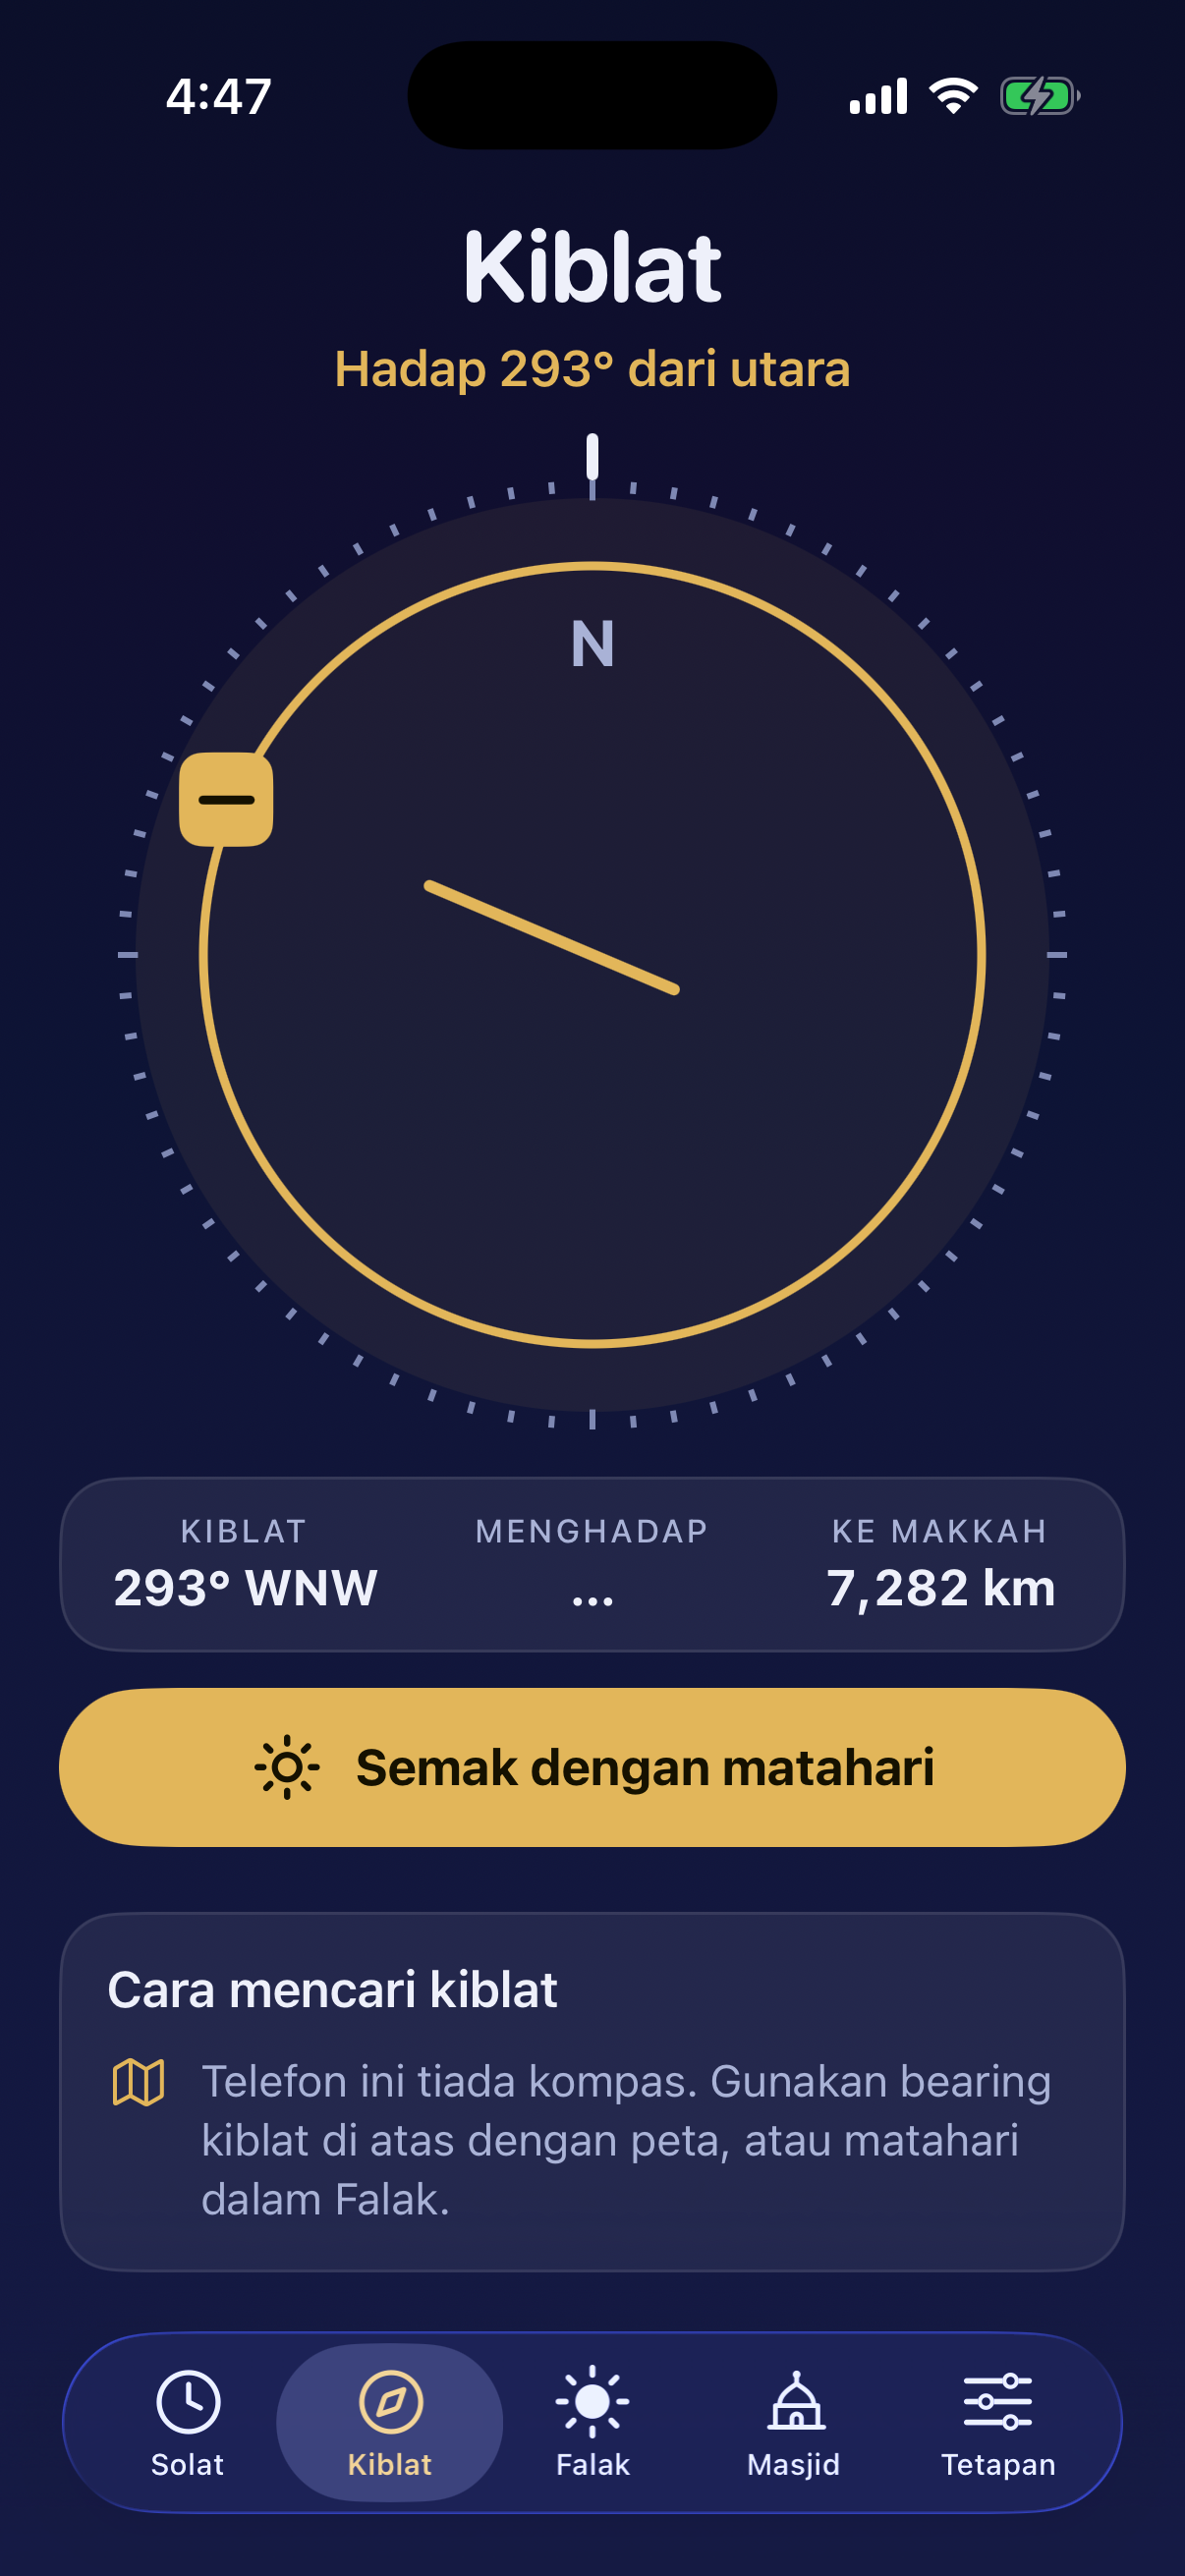 4:47
Kiblat
Hadap 293° dari utara
N
KIBLAT
293° WNW
MENGHADAP
...
KE MAKKAH
7,282 km
Semak dengan matahari
Cara mencari kiblat
Telefon ini tiada kompas. Gunakan bearing
kiblat di atas dengan peta, atau matahari
dalam Falak.
Solat
Kiblat
Falak
Masjid
Tetapan